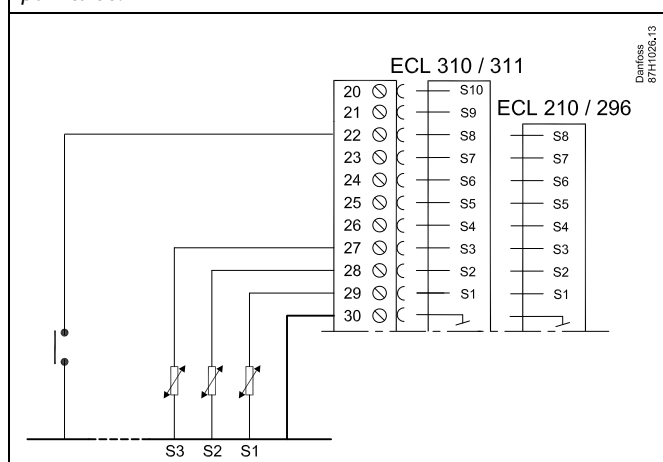 Danfoss
87H1026.13
ECL 310 / 311
ECL 210 / 296
20 S10
21 S9
22 S8 S8
23 S7 S7
24 S6 S6
25 S5 S5
26 S4 S4
27 S3 S3
28 S2 S2
29 S1 S1
30
S3 S2 S1